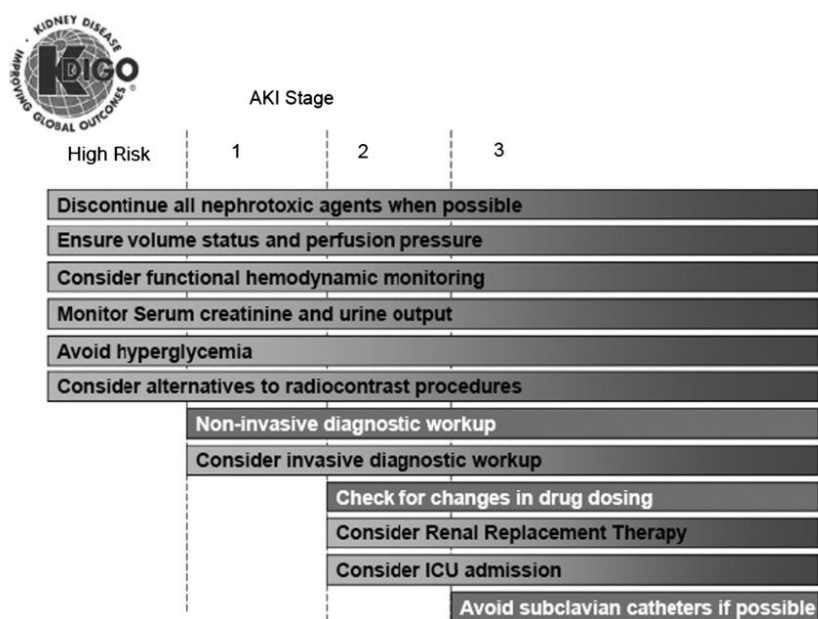 KIDNEY DISEASE
KDIGO
IMPROVING GLOBAL OUTCOMES
®
AKI Stage
High Risk 1 2 3
Discontinue all nephrotoxic agents when possible
Ensure volume status and perfusion pressure
Consider functional hemodynamic monitoring
Monitor Serum creatinine and urine output
Avoid hyperglycemia
Consider alternatives to radiocontrast procedures
Non-invasive diagnostic workup
Consider invasive diagnostic workup
Check for changes in drug dosing
Consider Renal Replacement Therapy
Consider ICU admission
Avoid subclavian catheters if possible